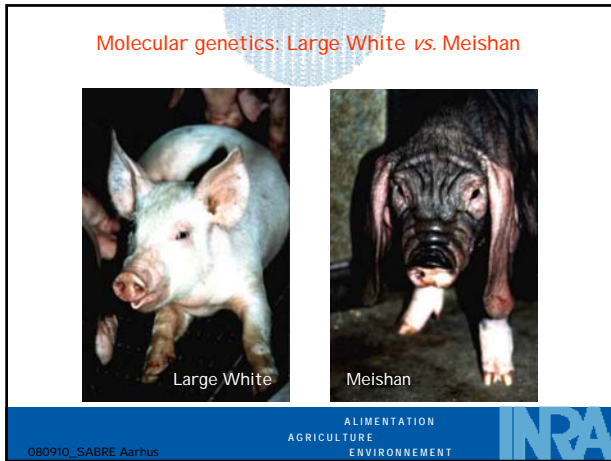 Molecular genetics: Large White vs. Meishan
Large White
Meishan
ALIMENTATION
AGRICULTURE
ENVIRONNEMENT
INRA
080910_SABRE Aarhus